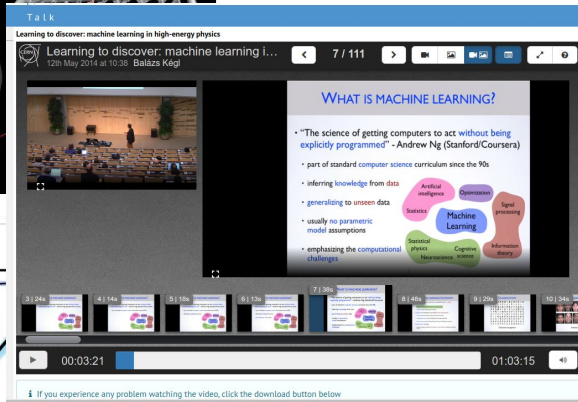 Talk
Learning to discover: machine learning in high-energy physics
CERN
Learning to discover: machine learning i...
12th May 2014 at 10:38 Balázs Kégl
7 / 111
WHAT IS MACHINE LEARNING?
• "The science of getting computers to act without being
explicitly programmed" - Andrew Ng (Stanford/Coursera)
• part of standard computer science curriculum since the 90s
• inferring knowledge from data
• generalizing to unseen data
• usually no parametric
model assumptions
• emphasizing the computational
challenges
Artificial
intelligence
Optimization
Statistics
Signal
processing
Machine
Learning
Statistical
physics
Cognitive
science
Neuroscience
Information
theory
3 | 24s
4 | 14s
5 | 18s
6 | 13s
7 | 38s
8 | 48s
9 | 29s
10 | 34s
00:03:21
01:03:15
i If you experience any problem watching the video, click the download button below